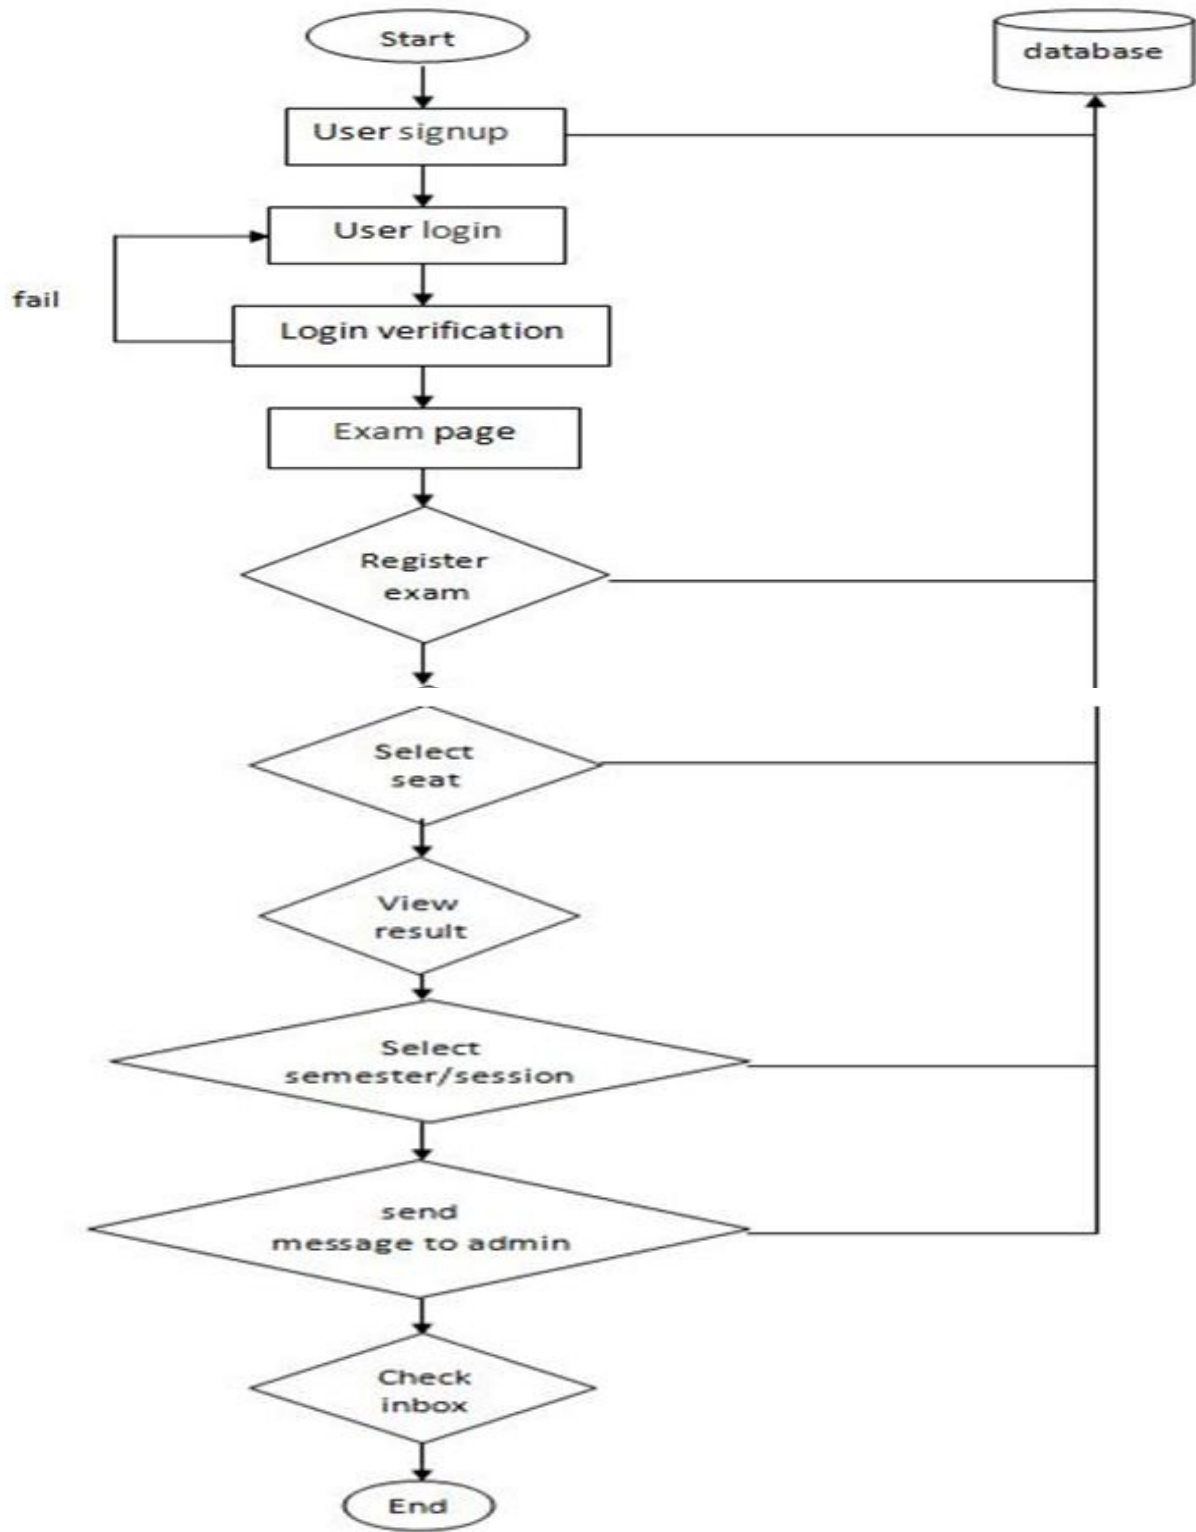 Start
database
User signup
User login
fail
Login verification
Exam page
Register
exam
Select
seat
View
result
Select
semester/session
send
message to admin
Check
inbox
End